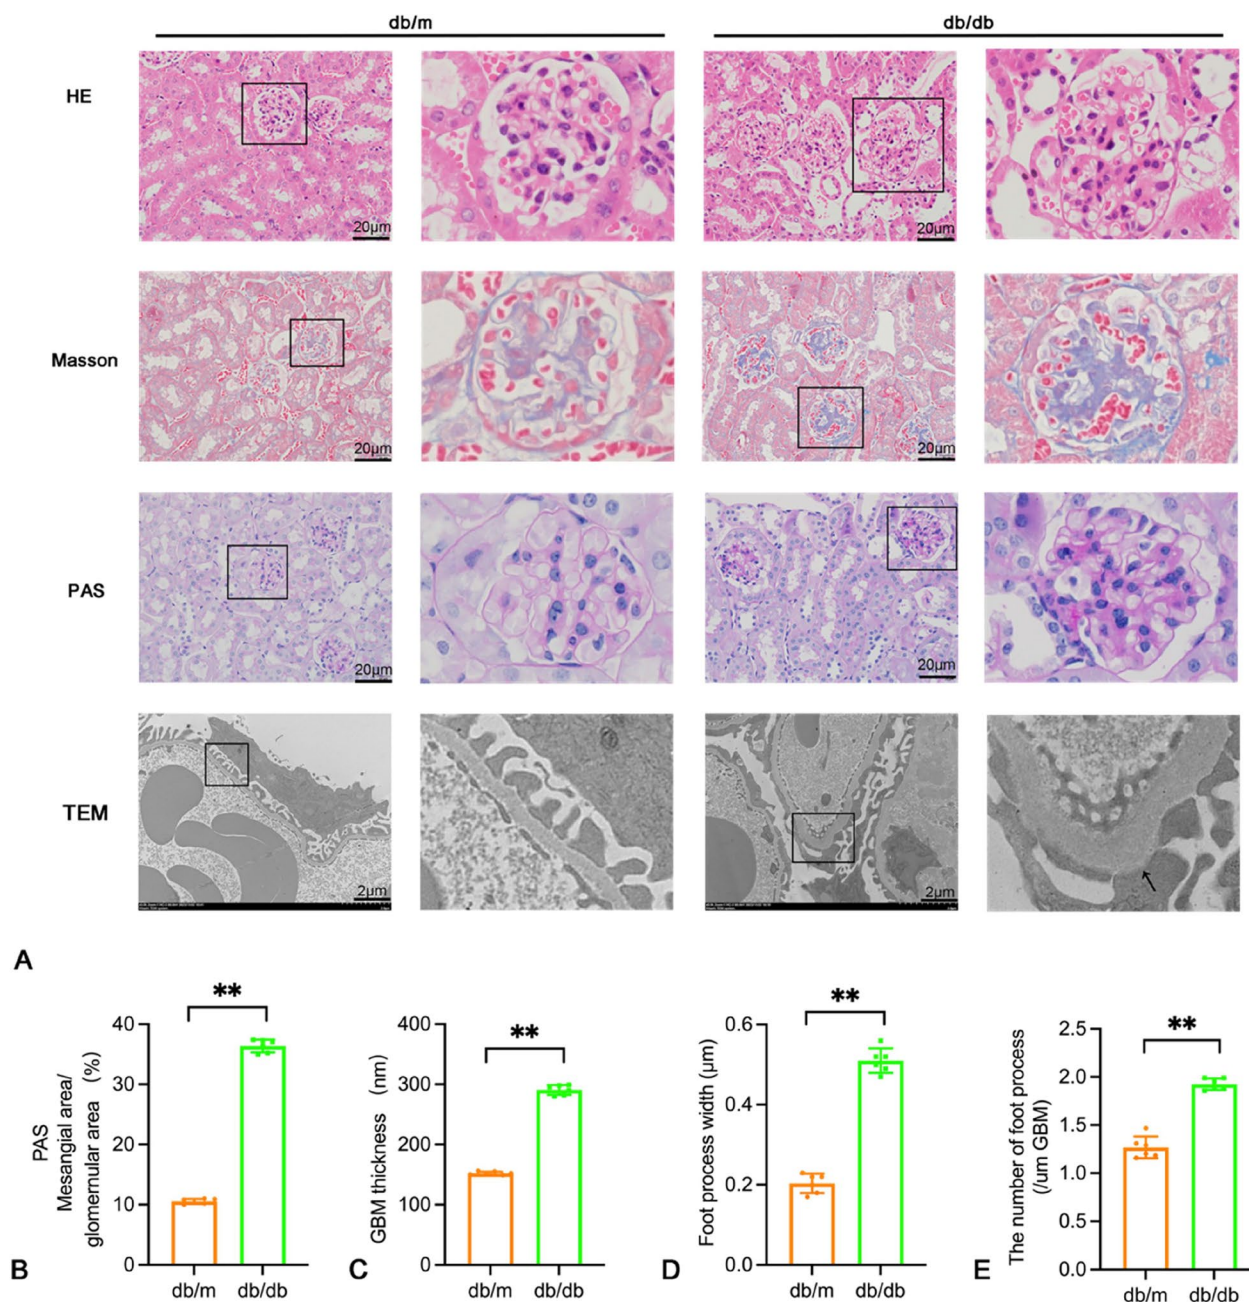 db/m db/db
HE
20μm 20μm
Masson
20μm 20μm
PAS
20μm 20μm
TEM
2μm 2μm
A
PAS
Mesangial area/
glomemular area (%)
40
30
20
10
0
**
db/m db/db
B
GBM thickness (nm)
400
300
200
100
0
**
db/m db/db
C
Foot process width (μm)
0.6
0.4
0.2
0.0
**
db/m db/db
D
The number of foot process
(/um GBM)
2.5
2.0
1.5
1.0
0.5
0.0
**
db/m db/db
E